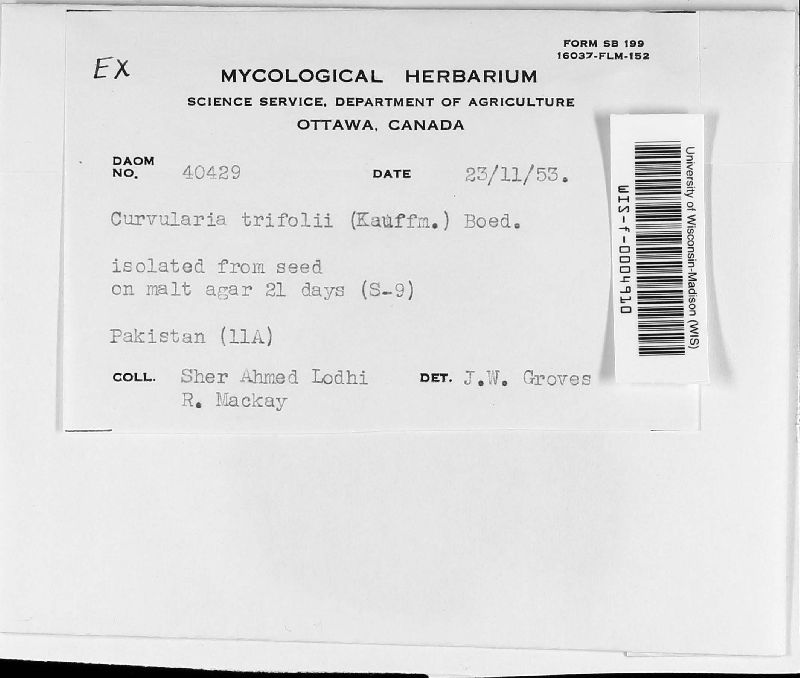 FORM SB 199
16037-FLM-152
EX
MYCOLOGICAL HERBARIUM
SCIENCE SERVICE, DEPARTMENT OF AGRICULTURE
OTTAWA, CANADA
DAOM NO. 40429 DATE 23/11/53.
Curvularia trifolii (Kauffm.) Boed.
isolated from seed
on malt agar 21 days (S-9)
Pakistan (11A)
COLL. Sher Ahmed Lodhi DET. J.W. Groves
R. Mackay
University of Wisconsin-Madison (WIS)
WIS-f-0004910